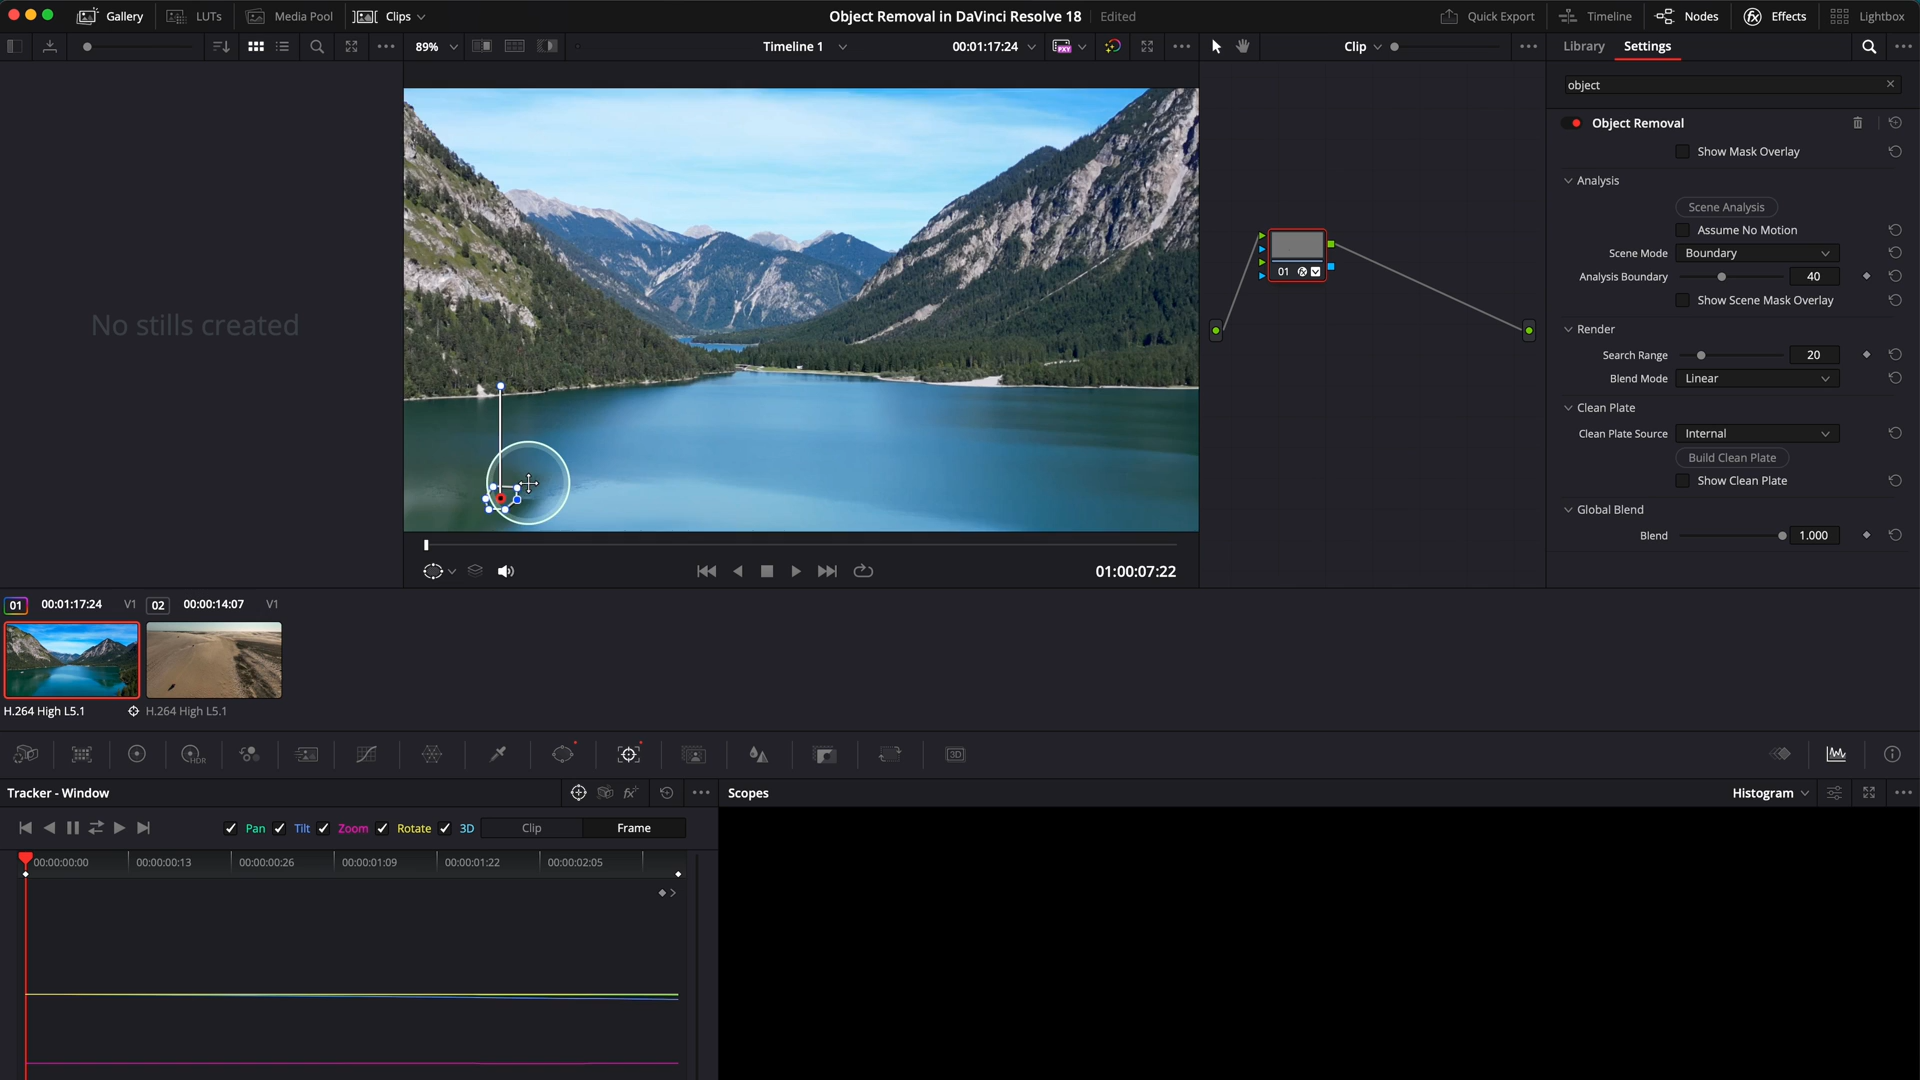 Gallery LUTs Media Pool Clips Object Removal in DaVinci Resolve 18 Edited Quick Export Timeline Nodes Effects Lightbox
89% Timeline 1 00:01:17:24 Clip Library Settings
object
Object Removal
Show Mask Overlay
Analysis
Scene Analysis
Assume No Motion
Scene Mode Boundary
Analysis Boundary 40
Show Scene Mask Overlay
Render
Search Range 20
Blend Mode Linear
Clean Plate
Clean Plate Source Internal
Build Clean Plate
Show Clean Plate
Global Blend
Blend 1.000
No stills created
01
01:00:07:22
01 00:01:17:24 V1 02 00:00:14:07 V1
H.264 High L5.1 H.264 High L5.1
HDR 3D
Tracker - Window Scopes Histogram
Pan Tilt Zoom Rotate 3D Clip Frame
00:00:00:00 00:00:00:13 00:00:00:26 00:00:01:09 00:00:01:22 00:00:02:05